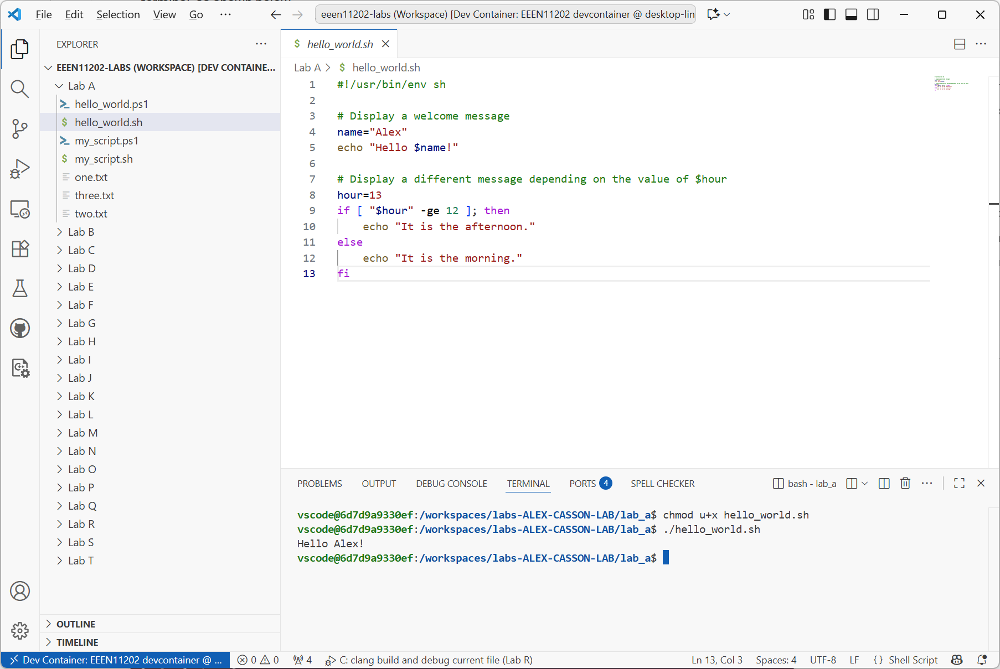 File Edit Selection View Go ···
eeen11202-labs (Workspace) [Dev Container: EEEN11202 devcontainer @ desktop-lin
EXPLORER
EEEN11202-LABS (WORKSPACE) [DEV CONTAINE...
Lab A
hello_world.ps1
hello_world.sh
my_script.ps1
my_script.sh
one.txt
three.txt
two.txt
Lab B
Lab C
Lab D
Lab E
Lab F
Lab G
Lab H
Lab I
Lab J
Lab K
Lab L
Lab M
Lab N
Lab O
Lab P
Lab Q
Lab R
Lab S
Lab T
OUTLINE
TIMELINE
$ hello_world.sh
Lab A > $ hello_world.sh
1 #!/usr/bin/env sh
2
3 # Display a welcome message
4 name="Alex"
5 echo "Hello $name!"
6
7 # Display a different message depending on the value of $hour
8 hour=13
9 if [ "$hour" -ge 12 ]; then
10 echo "It is the afternoon."
11 else
12 echo "It is the morning."
13 fi
PROBLEMS OUTPUT DEBUG CONSOLE TERMINAL PORTS 4 SPELL CHECKER bash - lab_a
vscode@6d7d9a9330ef:/workspaces/labs-ALEX-CASSON-LAB/lab_a$ chmod u+x hello_world.sh
vscode@6d7d9a9330ef:/workspaces/labs-ALEX-CASSON-LAB/lab_a$ ./hello_world.sh
Hello Alex!
vscode@6d7d9a9330ef:/workspaces/labs-ALEX-CASSON-LAB/lab_a$
Dev Container: EEEN11202 devcontainer @ ... 0 0 4 C: clang build and debug current file (Lab R) Ln 13, Col 3 Spaces: 4 UTF-8 LF {} Shell Script